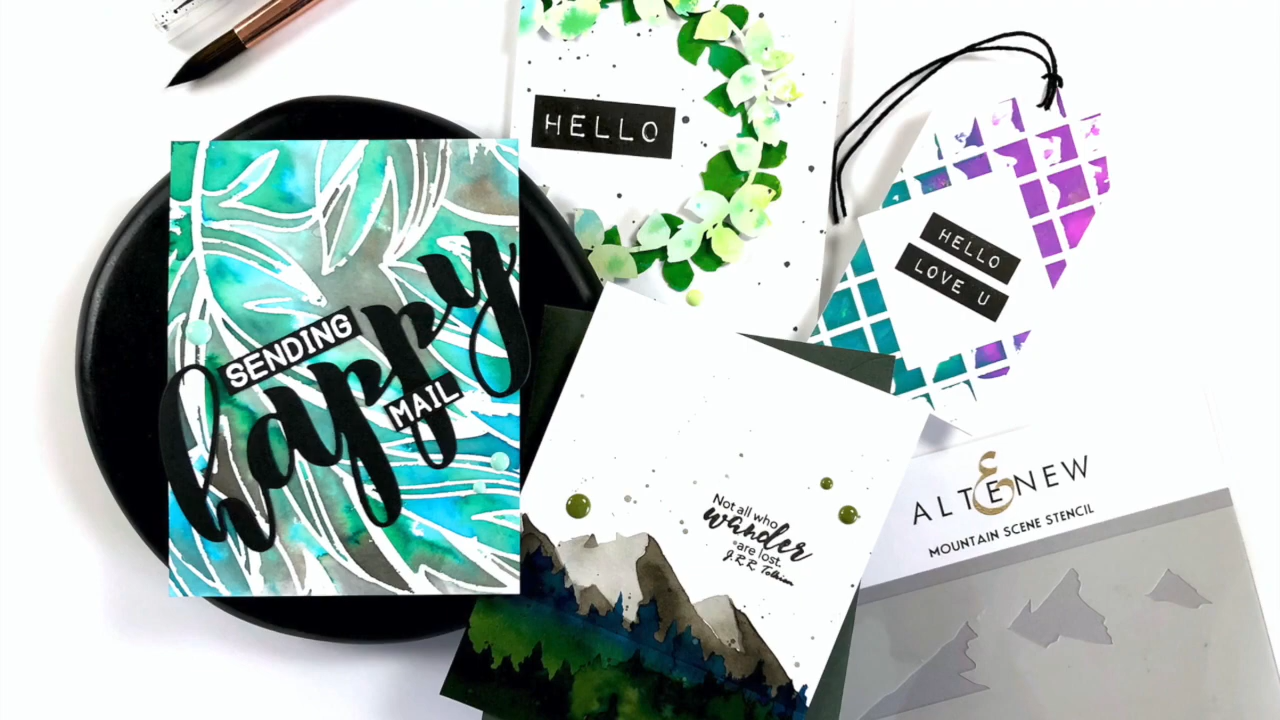 HELLO
SENDING
happy
MAIL
HELLO
LOVE U
Not all who
wander
are lost.
J.R.R Tolkien
ALTENEW
MOUNTAIN SCENE STENCIL